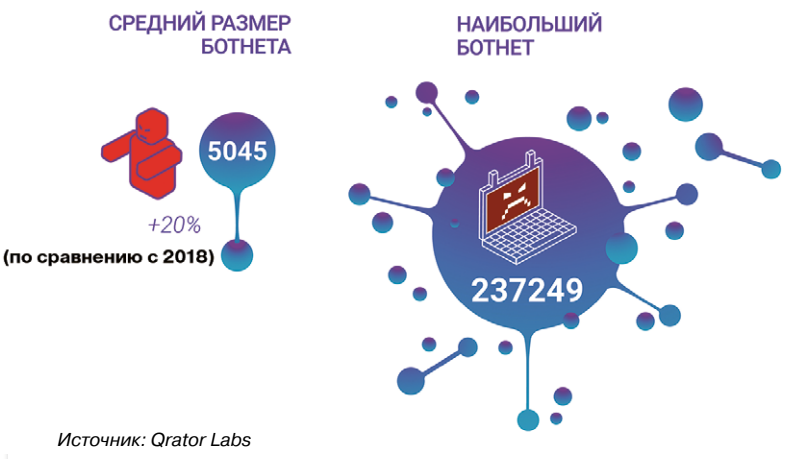 СРЕДНИЙ РАЗМЕР
БОТНЕТА
5045
+20%
(по сравнению с 2018)
НАИБОЛЬШИЙ
БОТНЕТ
237249
Источник: Qrator Labs